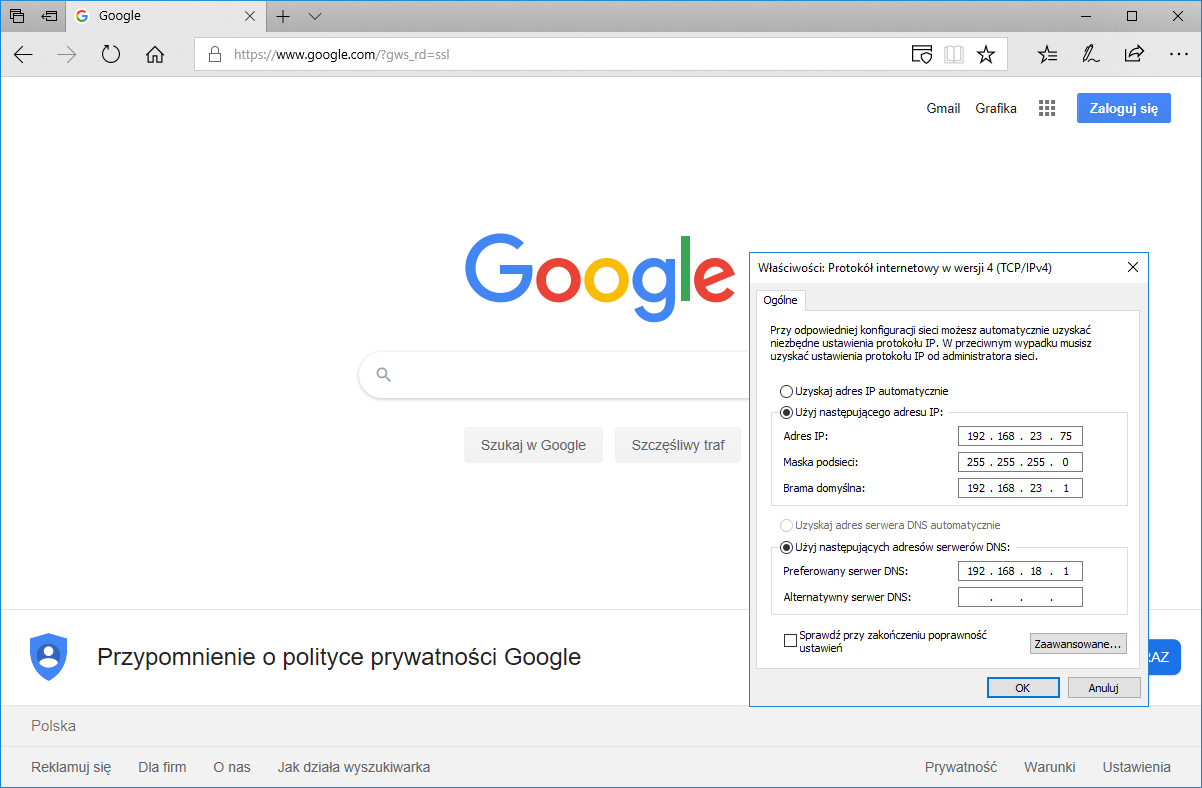 Google
https://www.google.com/?gws_rd=ssl
Gmail Grafika Zaloguj się
Google
Szukaj w Google Szczęśliwy traf
Właściwości: Protokół internetowy w wersji 4 (TCP/IPv4)
Ogólne
Przy odpowiedniej konfiguracji sieci możesz automatycznie uzyskać
niezbędne ustawienia protokołu IP. W przeciwnym wypadku musisz
uzyskać ustawienia protokołu IP od administratora sieci.
Uzyskaj adres IP automatycznie
Użyj następującego adresu IP:
Adres IP: 192 . 168 . 23 . 75
Maska podsieci: 255 . 255 . 255 . 0
Brama domyślna: 192 . 168 . 23 . 1
Uzyskaj adres serwera DNS automatycznie
Użyj następujących adresów serwerów DNS:
Preferowany serwer DNS: 192 . 168 . 18 . 1
Alternatywny serwer DNS: . . .
Sprawdź przy zakończeniu poprawność
ustawień
Zaawansowane...
OK Anuluj
Przypomnienie o polityce prywatności Google
RAZ
Polska
Reklamuj się Dla firm O nas Jak działa wyszukiwarka Prywatność Warunki Ustawienia